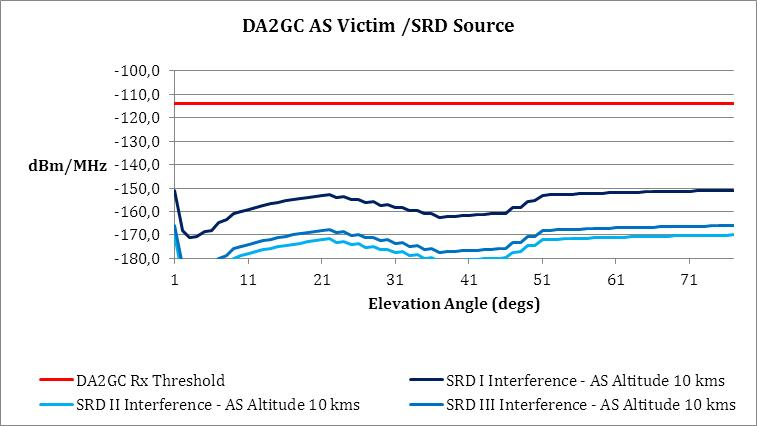 DA2GC AS Victim /SRD Source
-100,0
-110,0
-120,0
-130,0
dBm/MHz -140,0
-150,0
-160,0
-170,0
-180,0
1 11 21 31 41 51 61 71
Elevation Angle (degs)
DA2GC Rx Threshold SRD I Interference - AS Altitude 10 kms
SRD II Interference - AS Altitude 10 kms SRD III Interference - AS Altitude 10 kms